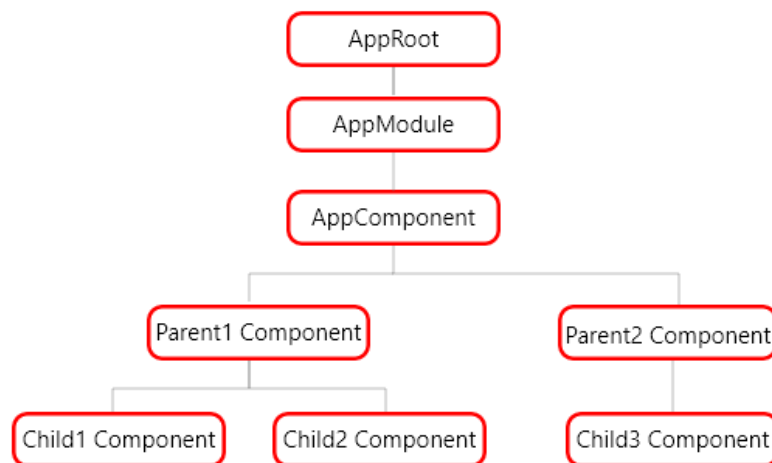 AppRoot
AppModule
AppComponent
Parent1 Component
Parent2 Component
Child1 Component
Child2 Component
Child3 Component